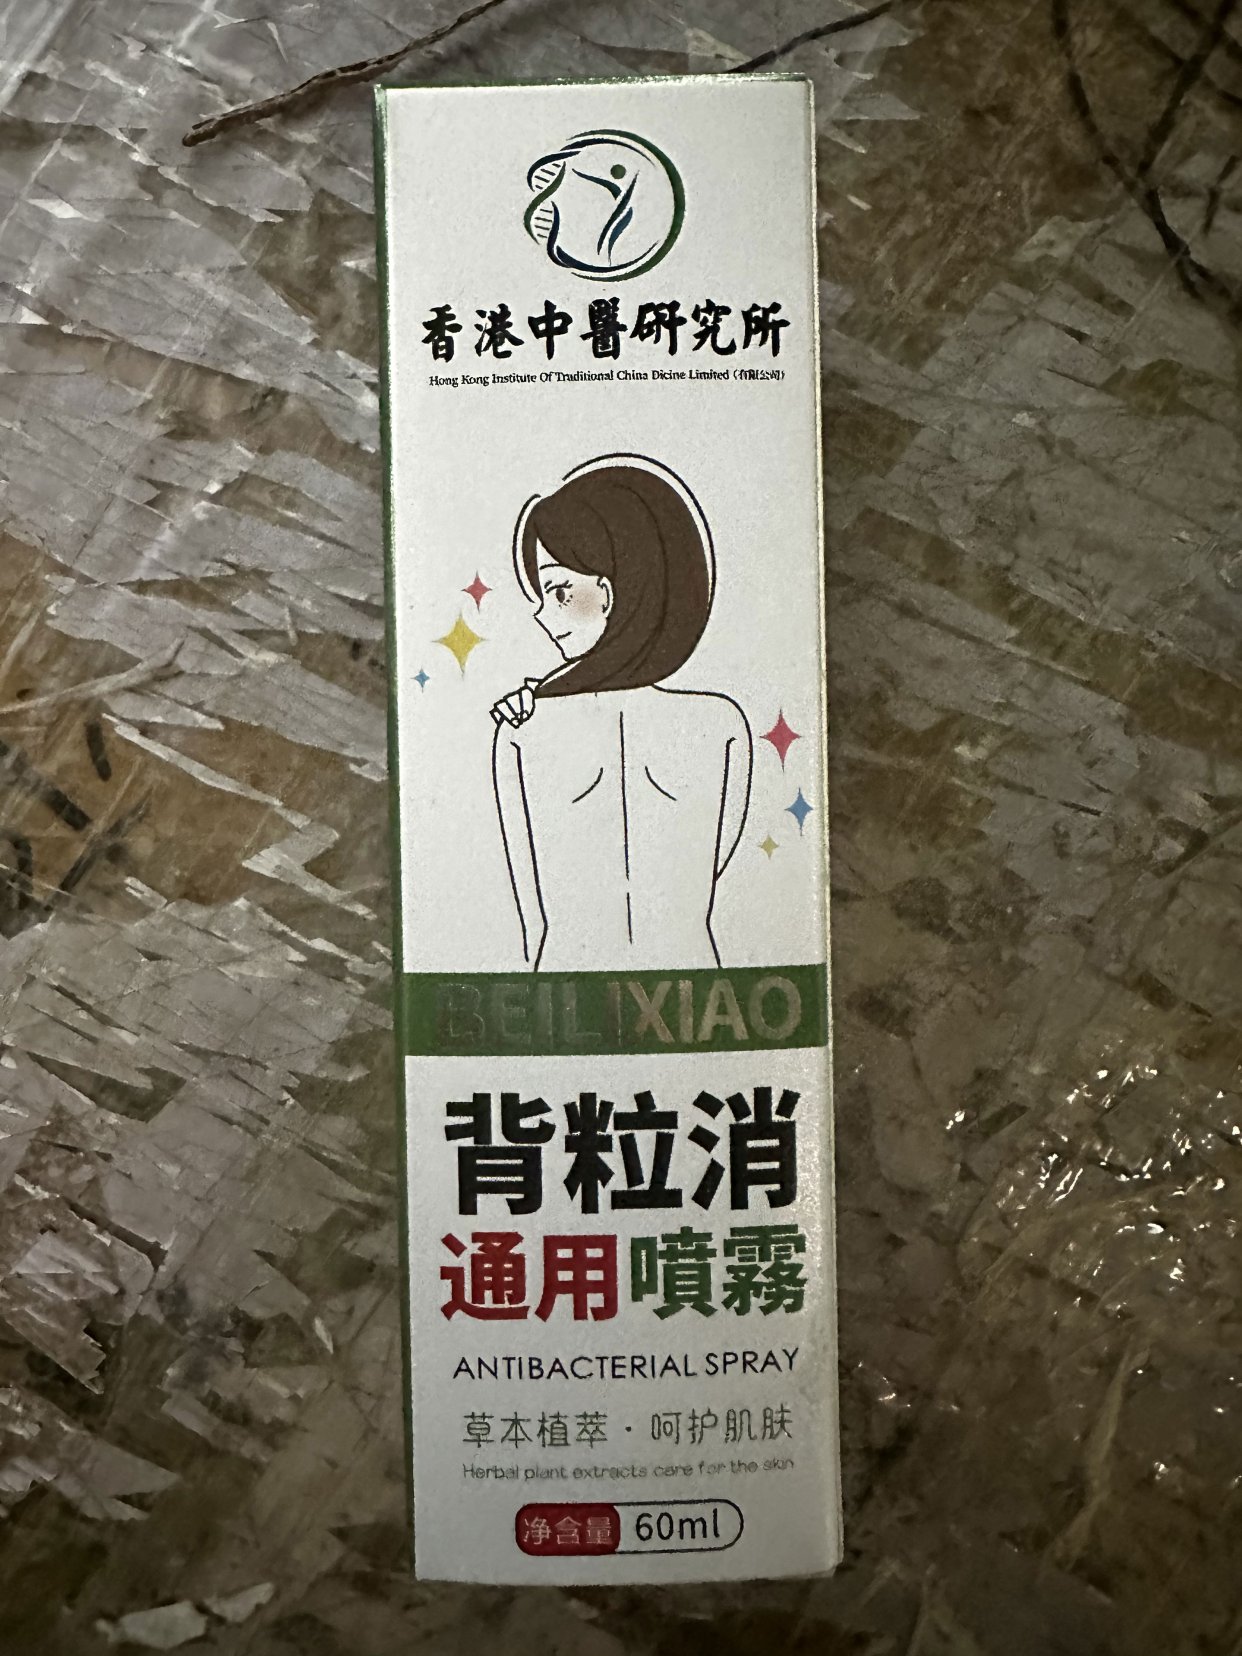 香港中醫研究所
Hong Kong Institute Of Traditional China Dicine Limited (有限公司)
BEILIXIAO
背粒消
通用噴霧
ANTIBACTERIAL SPRAY
草本植萃·呵护肌肤
Herbal plant extracts care for the skin
净含量 60ml